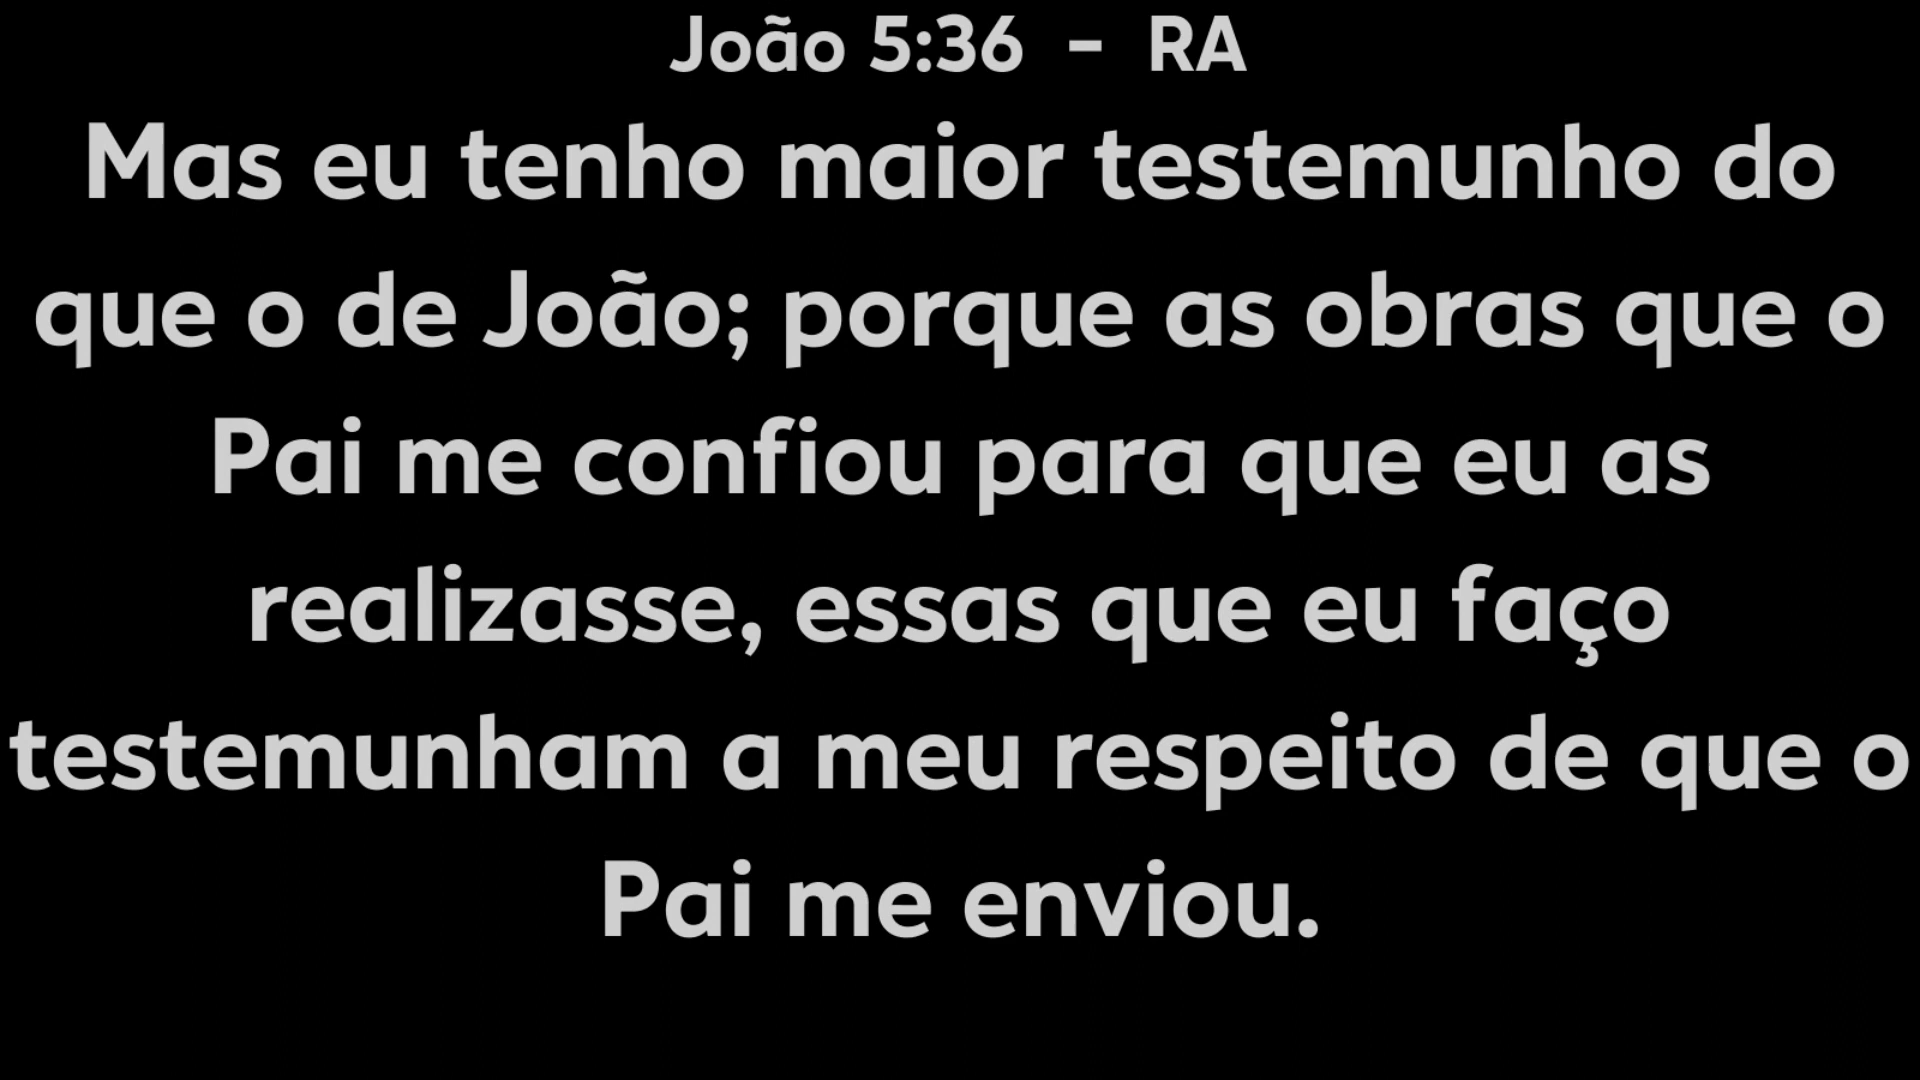 João 5:36 - RA
Mas eu tenho maior testemunho do
que o de João; porque as obras que o
Pai me confiou para que eu as
realizasse, essas que eu faço
testemunham a meu respeito de que o
Pai me enviou.